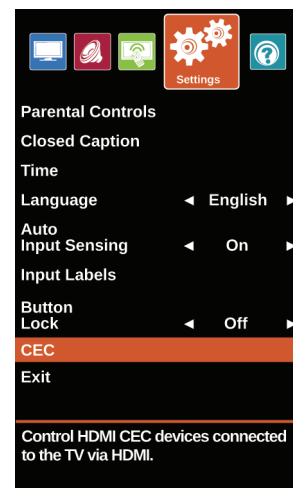 Settings
Parental Controls
Closed Caption
Time
Language ◄ English ►
Auto
Input Sensing ◄ On ►
Input Labels
Button
Lock ◄ Off ►
CEC
Exit
Control HDMI CEC devices connected
to the TV via HDMI.